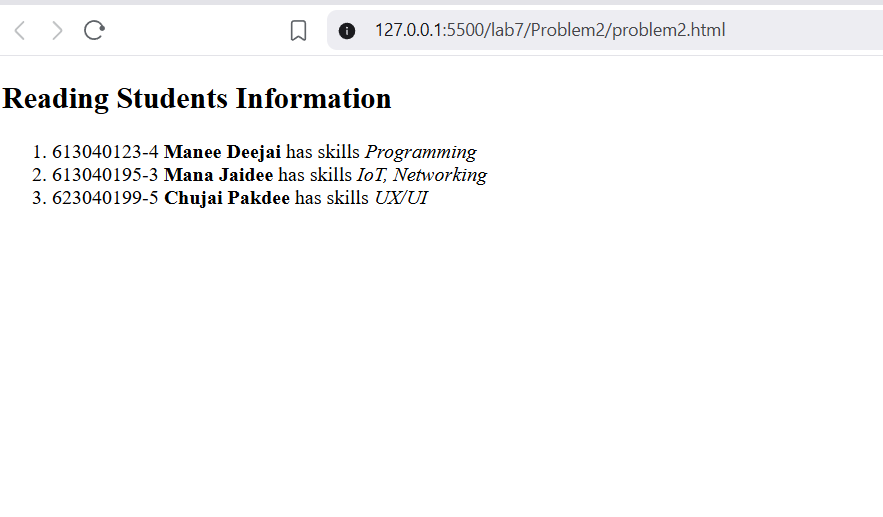 127.0.0.1:5500/lab7/Problem2/problem2.html
Reading Students Information
1. 613040123-4 Manee Deejai has skills Programming
2. 613040195-3 Mana Jaidee has skills IoT, Networking
3. 623040199-5 Chujai Pakdee has skills UX/UI